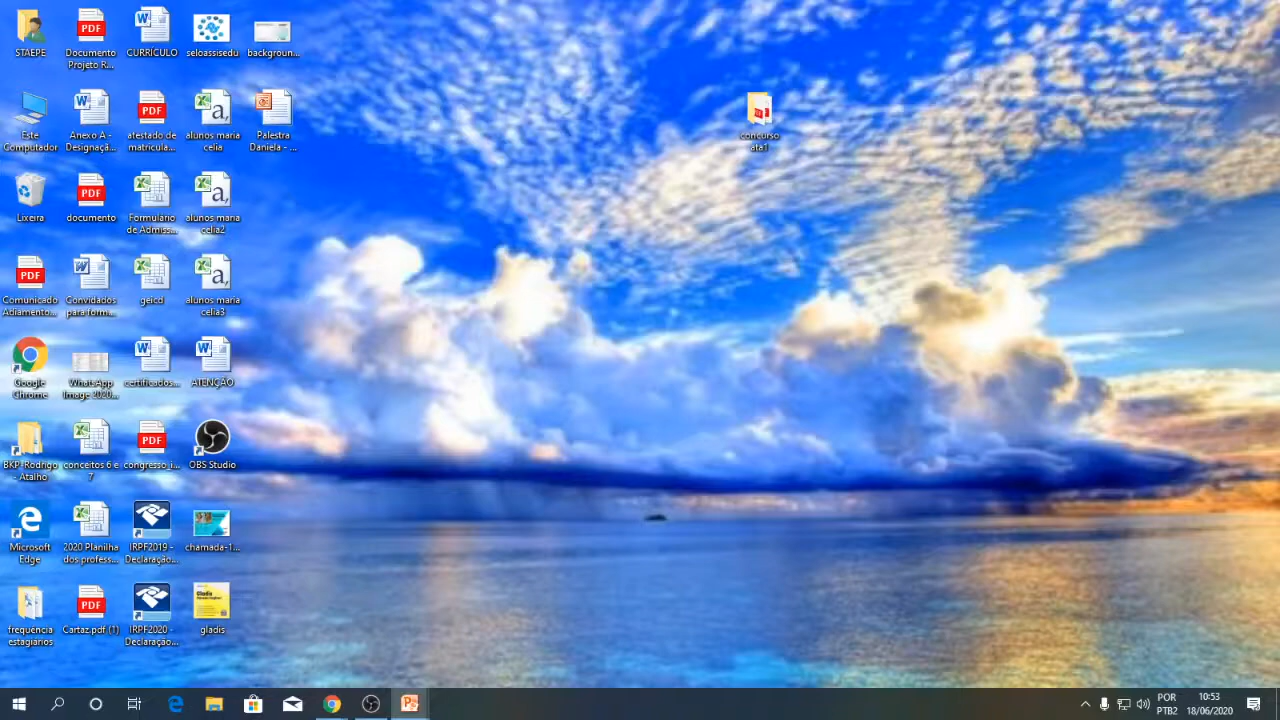 STAEPE
Documento
Projeto R...
CURRICULO
seloassisedu
backgroun...
Este
Computador
Anexo A -
Designaçã...
atestado de
matricula...
alunos maria
celia
Palestra
Daniela - ...
concurso
ata1
Lixeira
documento
Formulário
de Admiss...
alunos maria
celia2
Comunicado
Adiamento...
Convidados
para form...
geicd
alunos maria
celia3
Google
Chrome
WhatsApp
Image 2020...
certificados...
ATENÇÃO
BKP-Rodrigo
- Atalho
conceitos 6 e
7
congresso_i...
OBS Studio
Microsoft
Edge
2020 Planilha
dos profess...
IRPF2019 -
Declaração...
chamada-1...
frequencia
estagiarios
Cartaz.pdf (1)
IRPF2020 -
Declaração...
gladis
POR
PTB2
10:53
18/06/2020